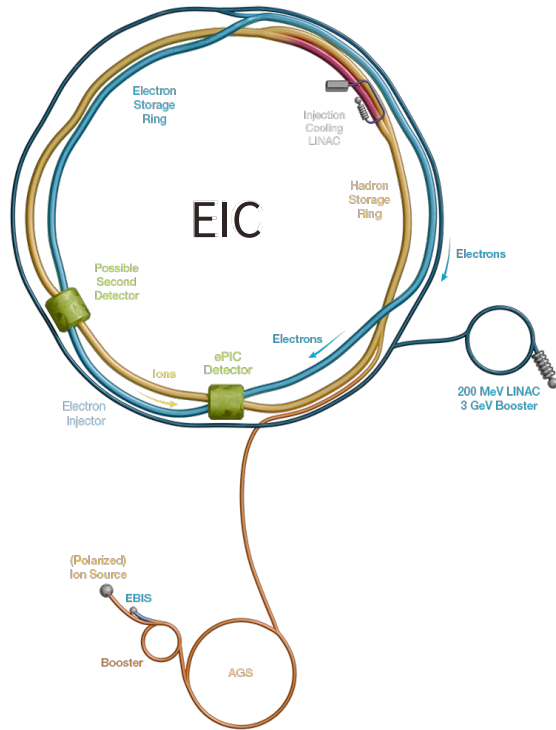 Electron
Storage
Ring
Injection
Cooling
LINAC
EIC
Hadron
Storage
Ring
Electrons
Possible
Second
Detector
Electrons
ePIC
Detector
Ions
Electron
Injector
200 MeV LINAC
3 GeV Booster
(Polarized)
Ion Source
EBIS
Booster
AGS